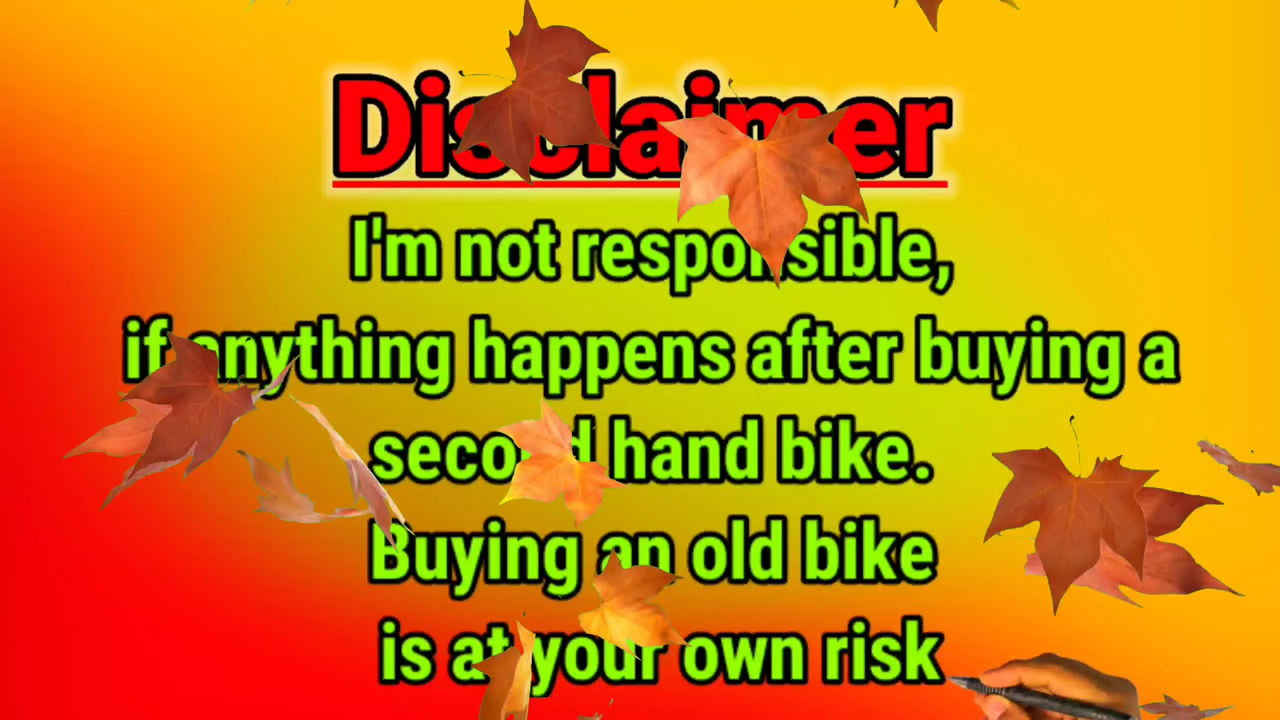 Disclaimer
I'm not responsible,
if anything happens after buying a
second hand bike.
Buying an old bike
is at your own risk